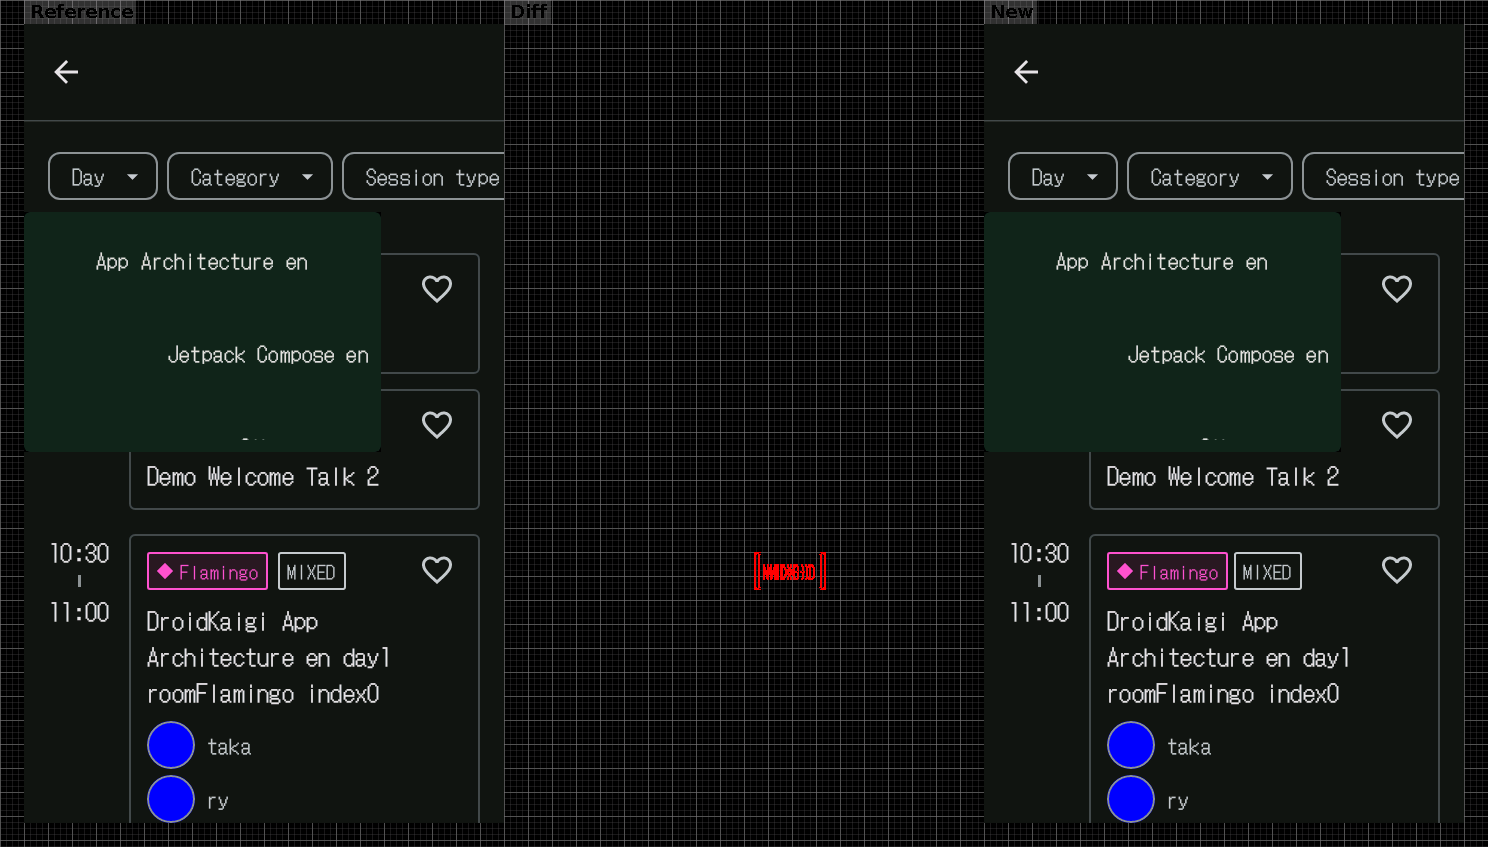 Reference
Diff
New
Day
Category
Session type
App Architecture en
Jetpack Compose en
Demo Welcome Talk 2
10:30
11:00
Flamingo
MIXED
DroidKaigi App
Architecture en day1
roomFlamingo index0
taka
ry
Day
Category
Session type
App Architecture en
Jetpack Compose en
Demo Welcome Talk 2
10:30
11:00
Flamingo
MIXED
DroidKaigi App
Architecture en day1
roomFlamingo index0
taka
ry